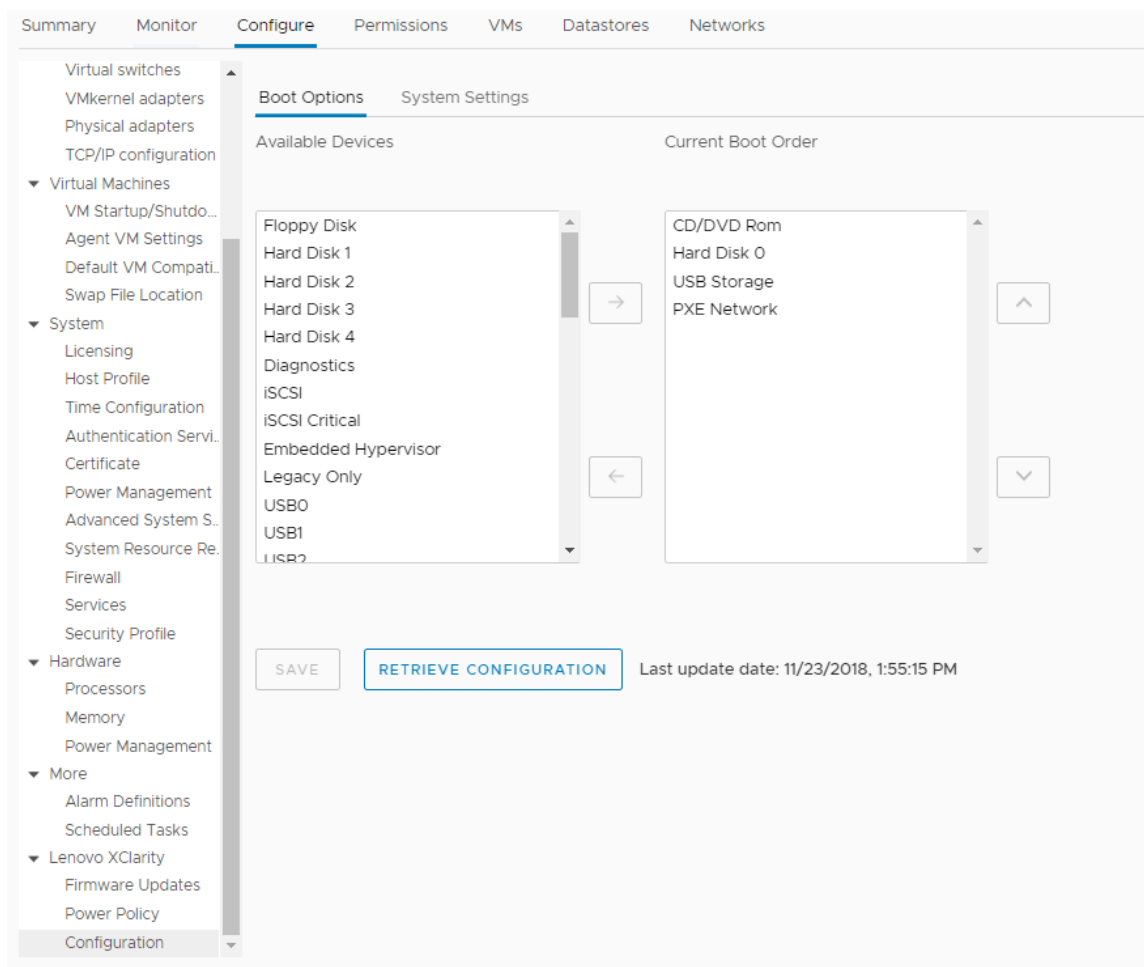 Summary Monitor Configure Permissions VMs Datastores Networks
Virtual switches
VMkernel adapters
Physical adapters
TCP/IP configuration
Virtual Machines
VM Startup/Shutdo...
Agent VM Settings
Default VM Compati..
Swap File Location
System
Licensing
Host Profile
Time Configuration
Authentication Servi..
Certificate
Power Management
Advanced System S..
System Resource Re.
Firewall
Services
Security Profile
Hardware
Processors
Memory
Power Management
More
Alarm Definitions
Scheduled Tasks
Lenovo XClarity
Firmware Updates
Power Policy
Configuration
Boot Options System Settings
Available Devices
Floppy Disk
Hard Disk 1
Hard Disk 2
Hard Disk 3
Hard Disk 4
Diagnostics
iSCSI
iSCSI Critical
Embedded Hypervisor
Legacy Only
USB0
USB1
USB2
Current Boot Order
CD/DVD Rom
Hard Disk 0
USB Storage
PXE Network
SAVE RETRIEVE CONFIGURATION Last update date: 11/23/2018, 1:55:15 PM